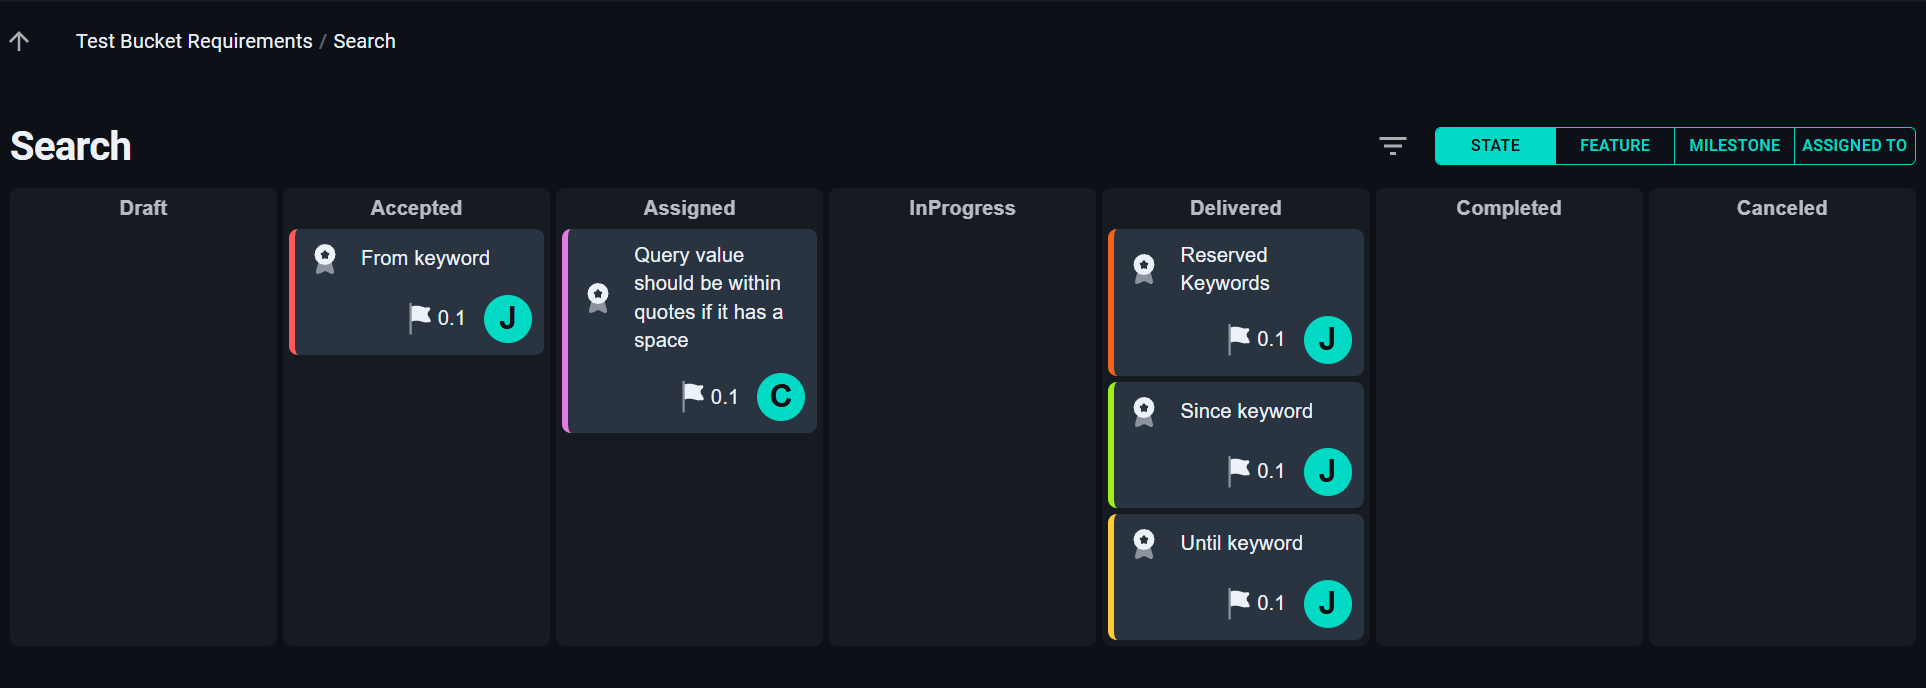 Test Bucket Requirements / Search
Search
STATE
FEATURE
MILESTONE
ASSIGNED TO
Draft
Accepted
From keyword
0.1
J
Assigned
Query value
should be within
quotes if it has a
space
0.1
C
InProgress
Delivered
Reserved
Keywords
0.1
J
Since keyword
0.1
J
Until keyword
0.1
J
Completed
Canceled